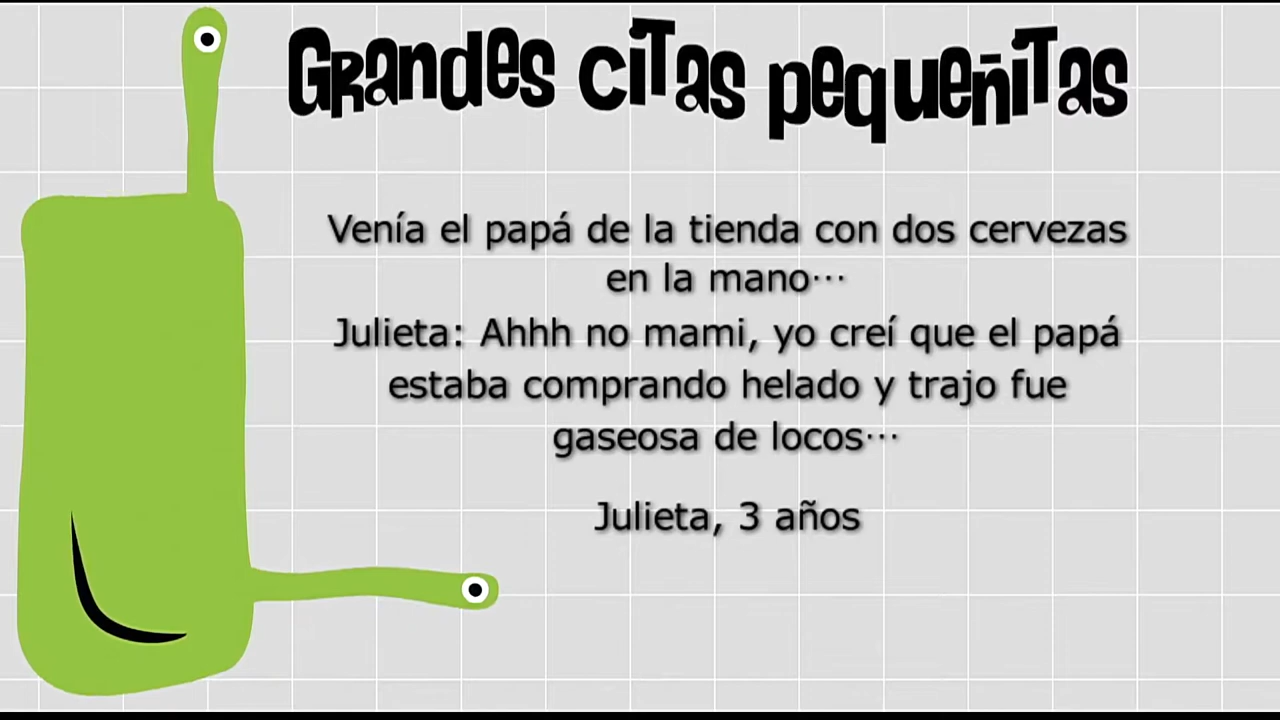 Grandes citas pequeñitas
Venía el papá de la tienda con dos cervezas
en la mano…
Julieta: Ahhh no mami, yo creí que el papá
estaba comprando helado y trajo fue
gaseosa de locos…
Julieta, 3 años